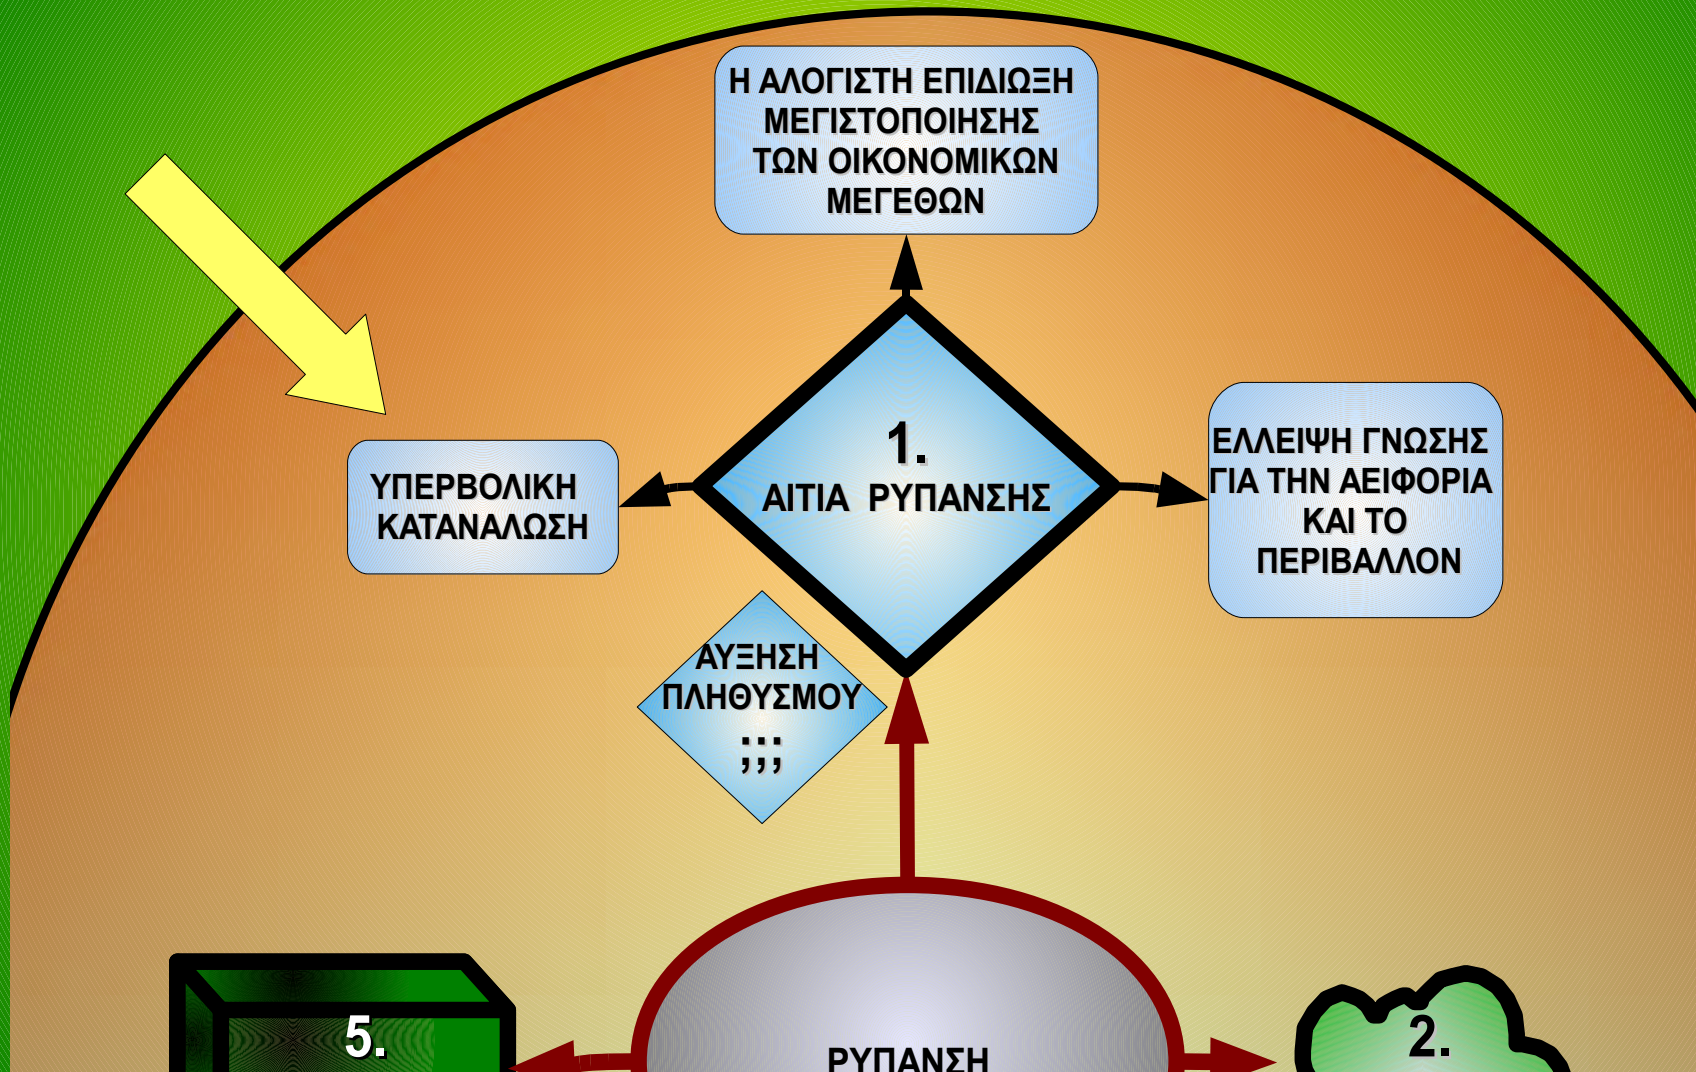 Η ΑΛΟΓΙΣΤΗ ΕΠΙΔΙΩΞΗ
ΜΕΓΙΣΤΟΠΟΙΗΣΗΣ
ΤΩΝ ΟΙΚΟΝΟΜΙΚΩΝ
ΜΕΓΕΘΩΝ
ΥΠΕΡΒΟΛΙΚΗ
ΚΑΤΑΝΑΛΩΣΗ
1.
ΑΙΤΙΑ ΡΥΠΑΝΣΗΣ
ΕΛΛΕΙΨΗ ΓΝΩΣΗΣ
ΓΙΑ ΤΗΝ ΑΕΙΦΟΡΙΑ
ΚΑΙ ΤΟ
ΠΕΡΙΒΑΛΛΟΝ
ΑΥΞΗΣΗ
ΠΛΗΘΥΣΜΟΥ
;;;
5.
ΡΥΠΑΝΣΗ
2.